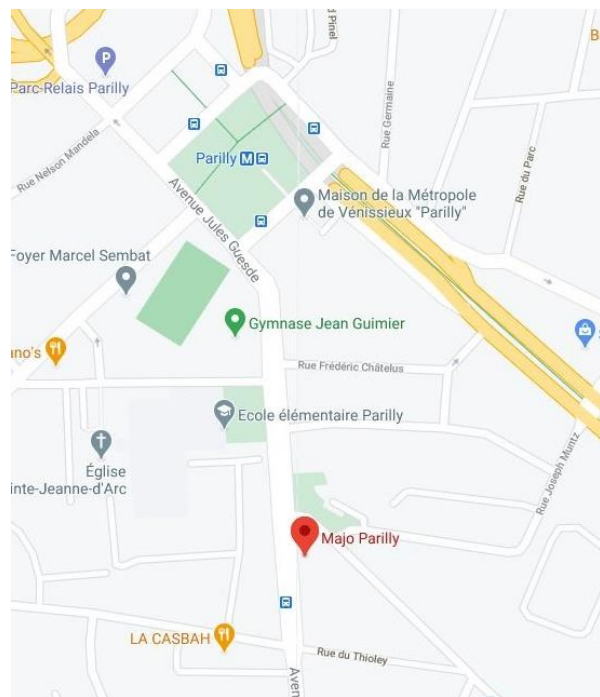 d Pinel
B
P
Parc-Relais Parilly
Rue Germaine
Rue Nelson Mandela
Parilly M
Rue du Parc
Avenue Jules Guesde
Maison de la Métropole
de Vénissieux "Parilly"
Foyer Marcel Sembat
Gymnase Jean Guimier
S
ano's
Rue Frédéric Châtelus
Ecole élémentaire Parilly
Église
inte-Jeanne-d'Arc
Rue Joseph Muntz
Majo Parilly
LA CASBAH
Rue du Thioley
Aven